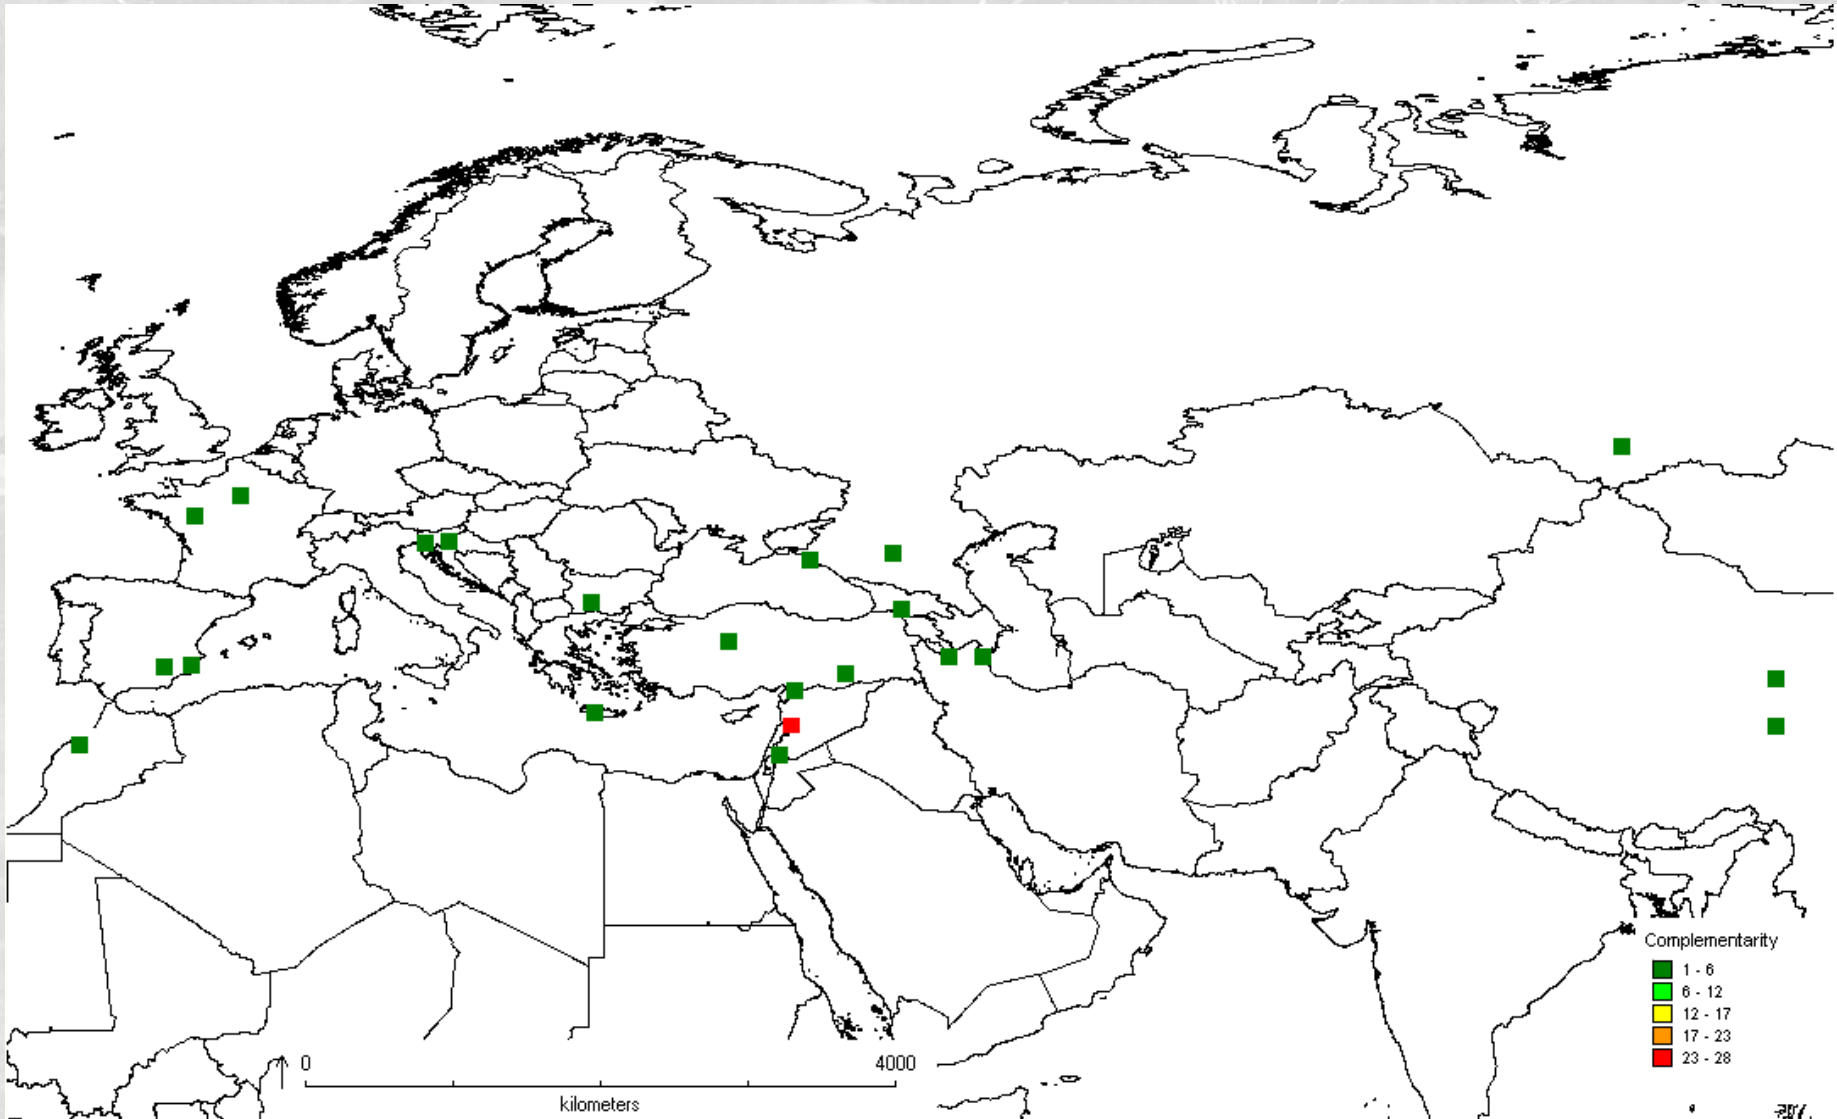 Complementarity
1 - 6
6 - 12
12 - 17
17 - 23
23 - 28
0
4000
kilometers